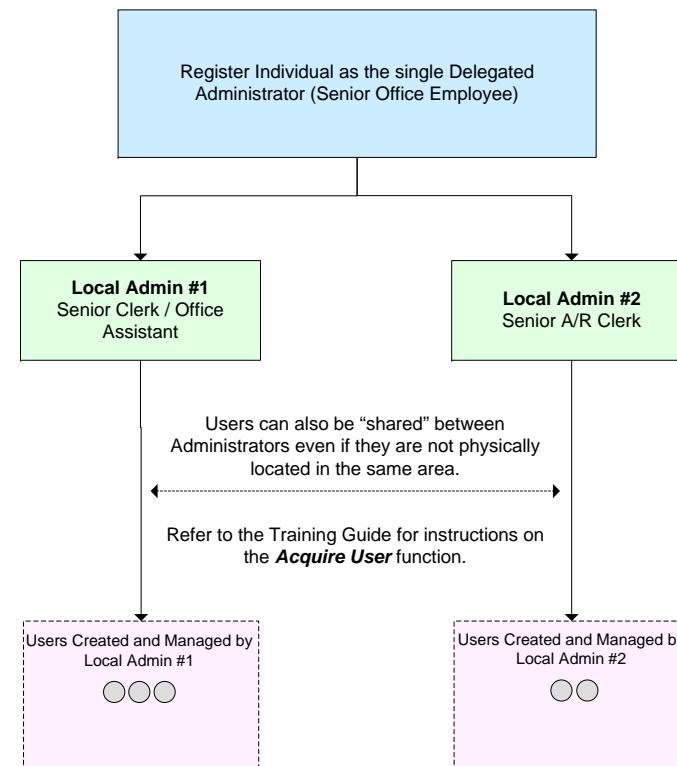 Register Individual as the single Delegated
Administrator (Senior Office Employee)
Local Admin #1
Senior Clerk / Office
Assistant
Local Admin #2
Senior A/R Clerk
Users can also be “shared” between
Administrators even if they are not physically
located in the same area.
Refer to the Training Guide for instructions on
the Acquire User function.
Users Created and Managed by
Local Admin #1
Users Created and Managed b
Local Admin #2